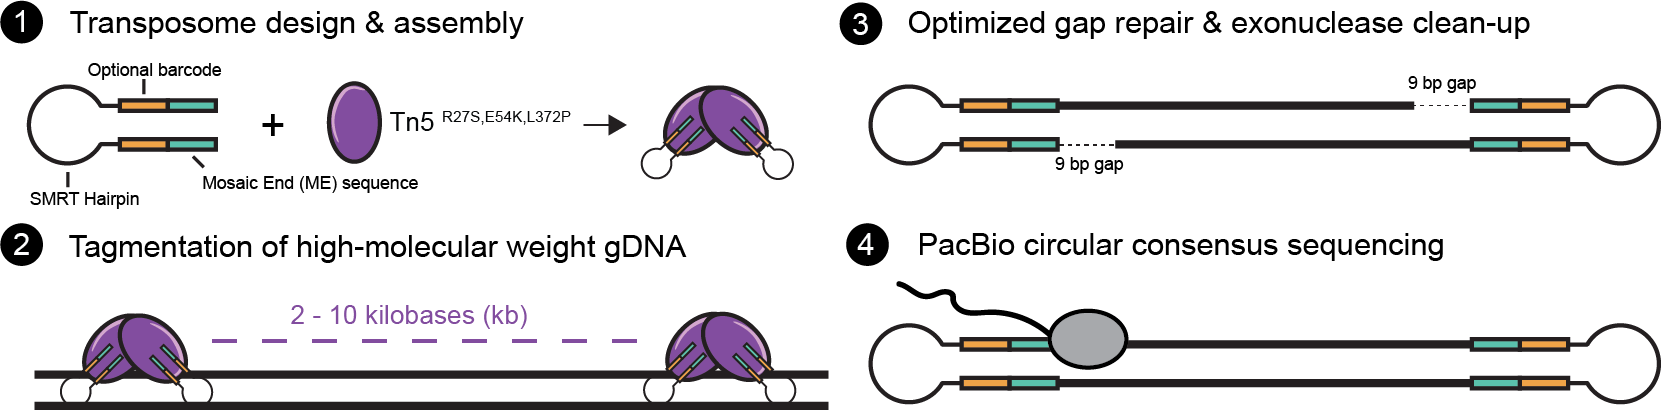 1 Transposome design & assembly
Optional barcode
+
Tn5 R27S,E54K,L372P
Mosaic End (ME) sequence
SMRT Hairpin
2 Tagmentation of high-molecular weight gDNA
2 - 10 kilobases (kb)
3 Optimized gap repair & exonuclease clean-up
9 bp gap
9 bp gap
4 PacBio circular consensus sequencing